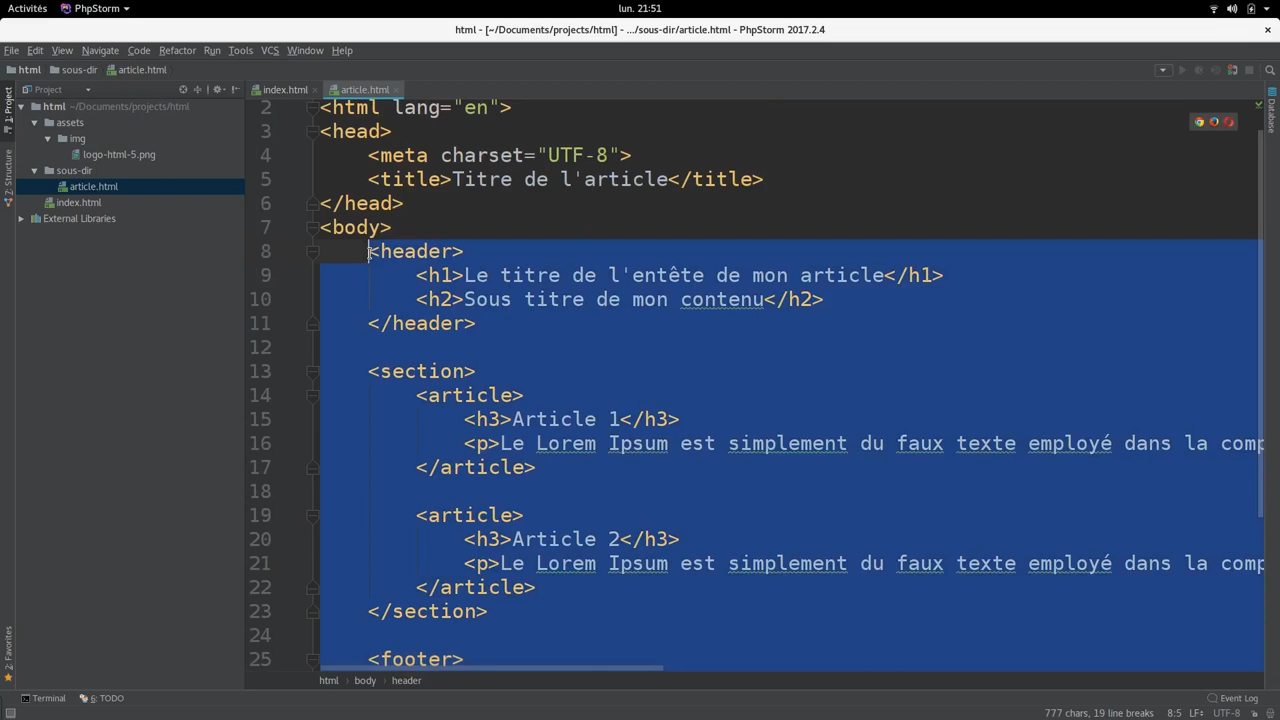 Activités PhpStorm lun. 21:51
html - [~/Documents/projects/html] - .../sous-dir/article.html - PhpStorm 2017.2.4
File Edit View Navigate Code Refactor Run Tools VCS Window Help
html sous-dir article.html
Project
index.html article.html
1: Project
Z: Structure
2: Favorites
html ~/Documents/projects/html
assets
img
logo-html-5.png
sous-dir
article.html
index.html
External Libraries
2 <html lang="en">
3 <head>
4 <meta charset="UTF-8">
5 <title>Titre de l'article</title>
6 </head>
7 <body>
8 <header>
9 <h1>Le titre de l'entête de mon article</h1>
10 <h2>Sous titre de mon contenu</h2>
11 </header>
12
13 <section>
14 <article>
15 <h3>Article 1</h3>
16 <p>Le Lorem Ipsum est simplement du faux texte employé dans la comp
17 </article>
18
19 <article>
20 <h3>Article 2</h3>
21 <p>Le Lorem Ipsum est simplement du faux texte employé dans la comp
22 </article>
23 </section>
24
25 <footer>
Database
html body header
Terminal 6: TODO Event Log
777 chars, 19 line breaks 8:5 LF UTF-8